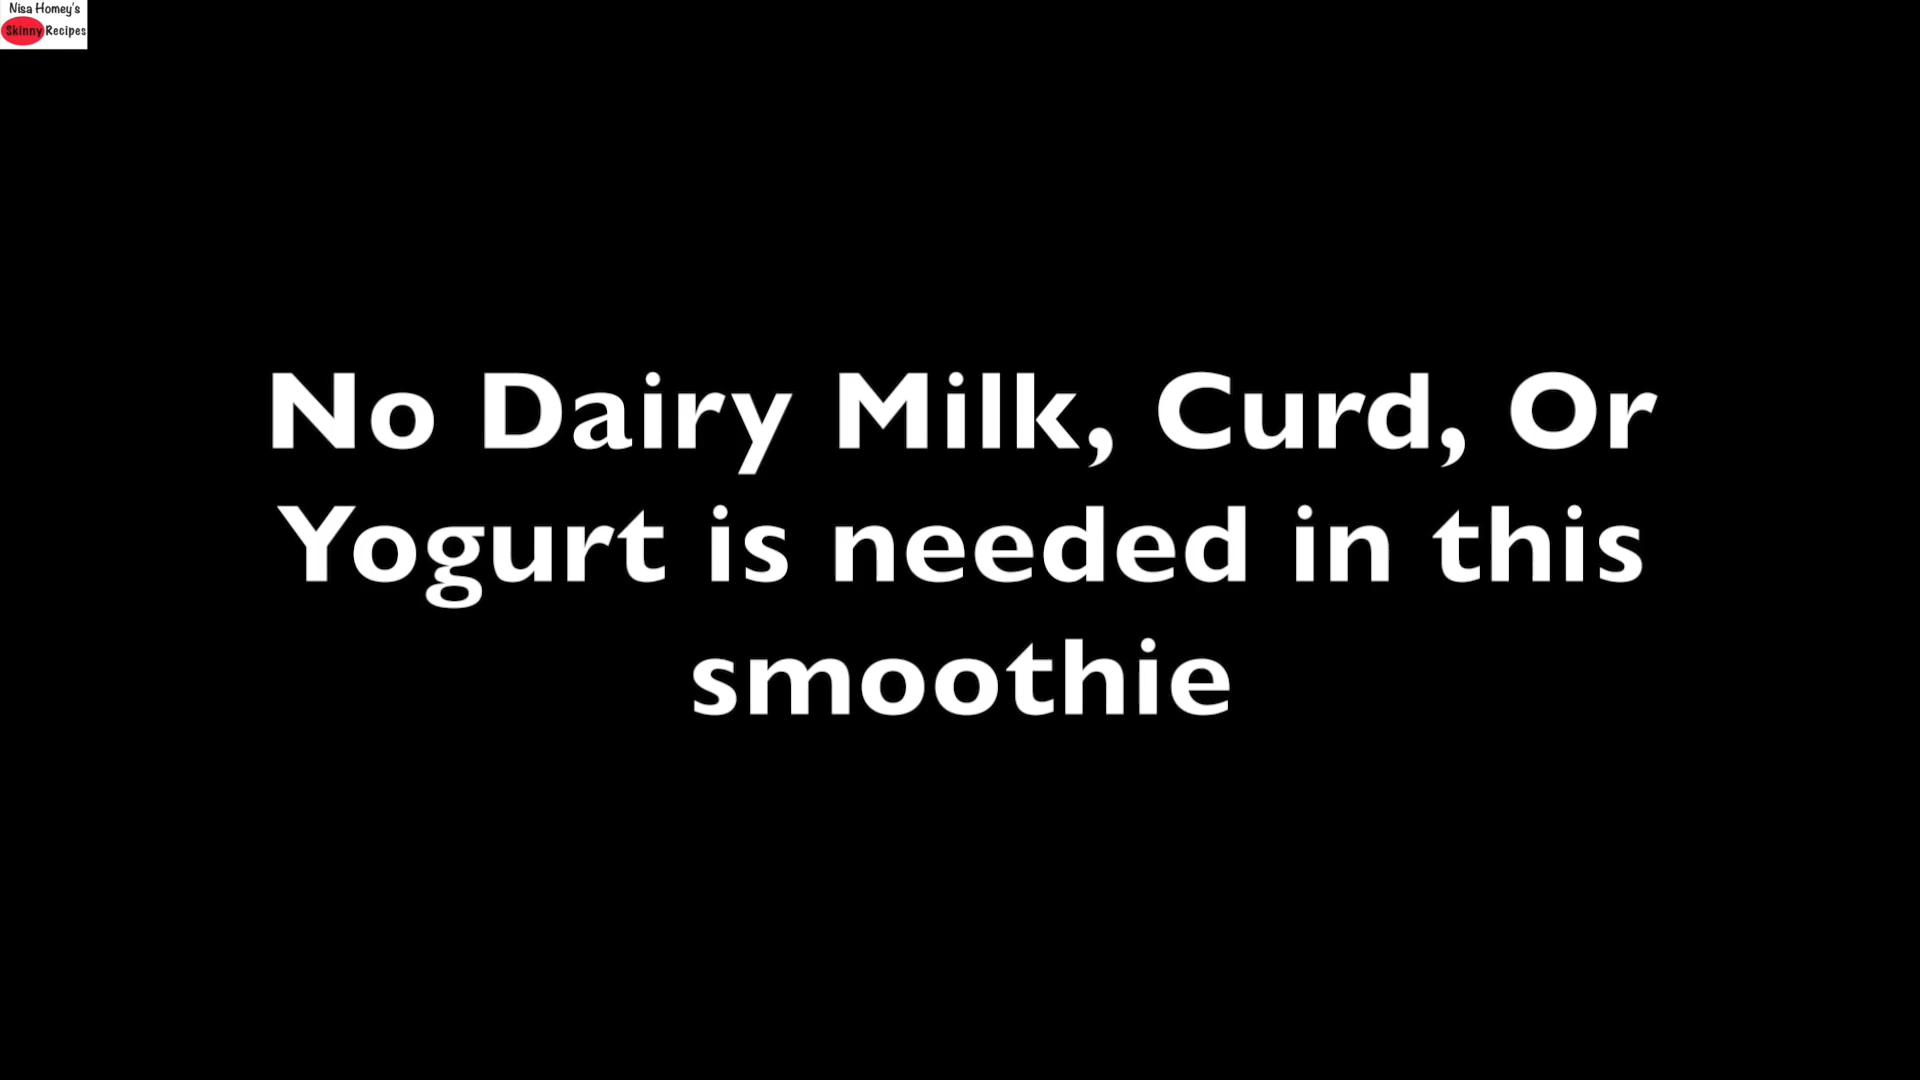 Nisa Homey's
Skinny Recipes
No Dairy Milk, Curd, Or
Yogurt is needed in this
smoothie